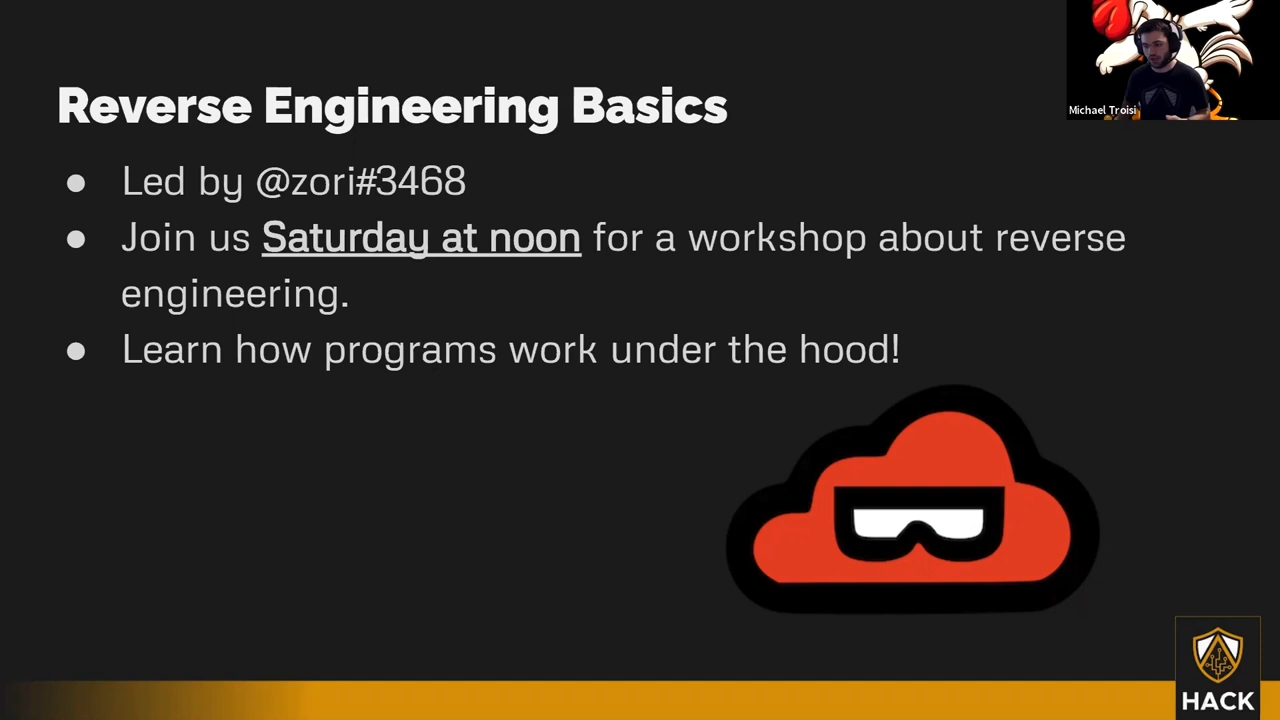 Michael Troisi
Reverse Engineering Basics
● Led by @zori#3468
● Join us Saturday at noon for a workshop about reverse
engineering.
● Learn how programs work under the hood!
HACK